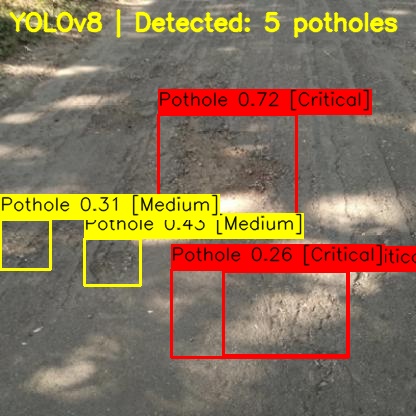 YOLOv8 | Detected: 5 potholes
Pothole 0.72 [Critical]
Pothole 0.31 [Medium]
Pothole 0.43 [Medium]
Pothole 0.26 [Critical]